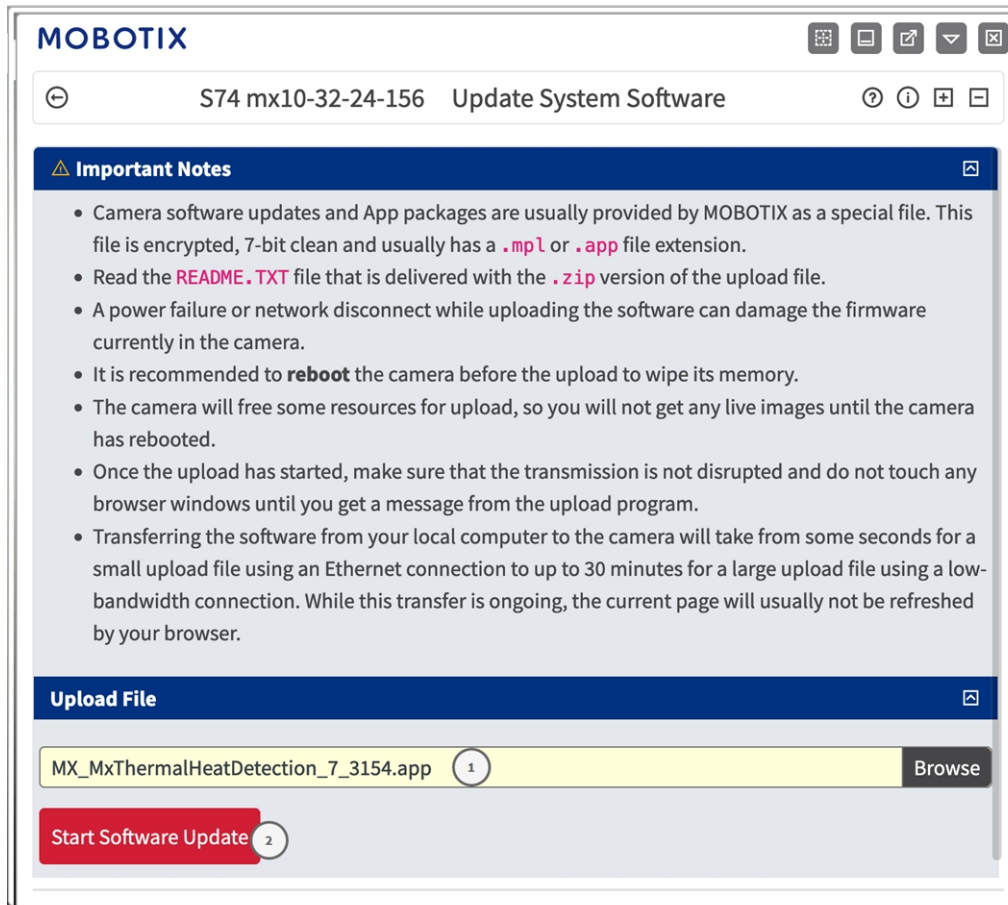 MOBOTIX
S74 mx10-32-24-156 Update System Software
Important Notes
• Camera software updates and App packages are usually provided by MOBOTIX as a special file. This
file is encrypted, 7-bit clean and usually has a .mpl or .app file extension.
• Read the README.TXT file that is delivered with the .zip version of the upload file.
• A power failure or network disconnect while uploading the software can damage the firmware
currently in the camera.
• It is recommended to reboot the camera before the upload to wipe its memory.
• The camera will free some resources for upload, so you will not get any live images until the camera
has rebooted.
• Once the upload has started, make sure that the transmission is not disrupted and do not touch any
browser windows until you get a message from the upload program.
• Transferring the software from your local computer to the camera will take from some seconds for a
small upload file using an Ethernet connection to up to 30 minutes for a large upload file using a low-
bandwidth connection. While this transfer is ongoing, the current page will usually not be refreshed
by your browser.
Upload File
MX_MxThermalHeatDetection_7_3154.app 1 Browse
Start Software Update 2